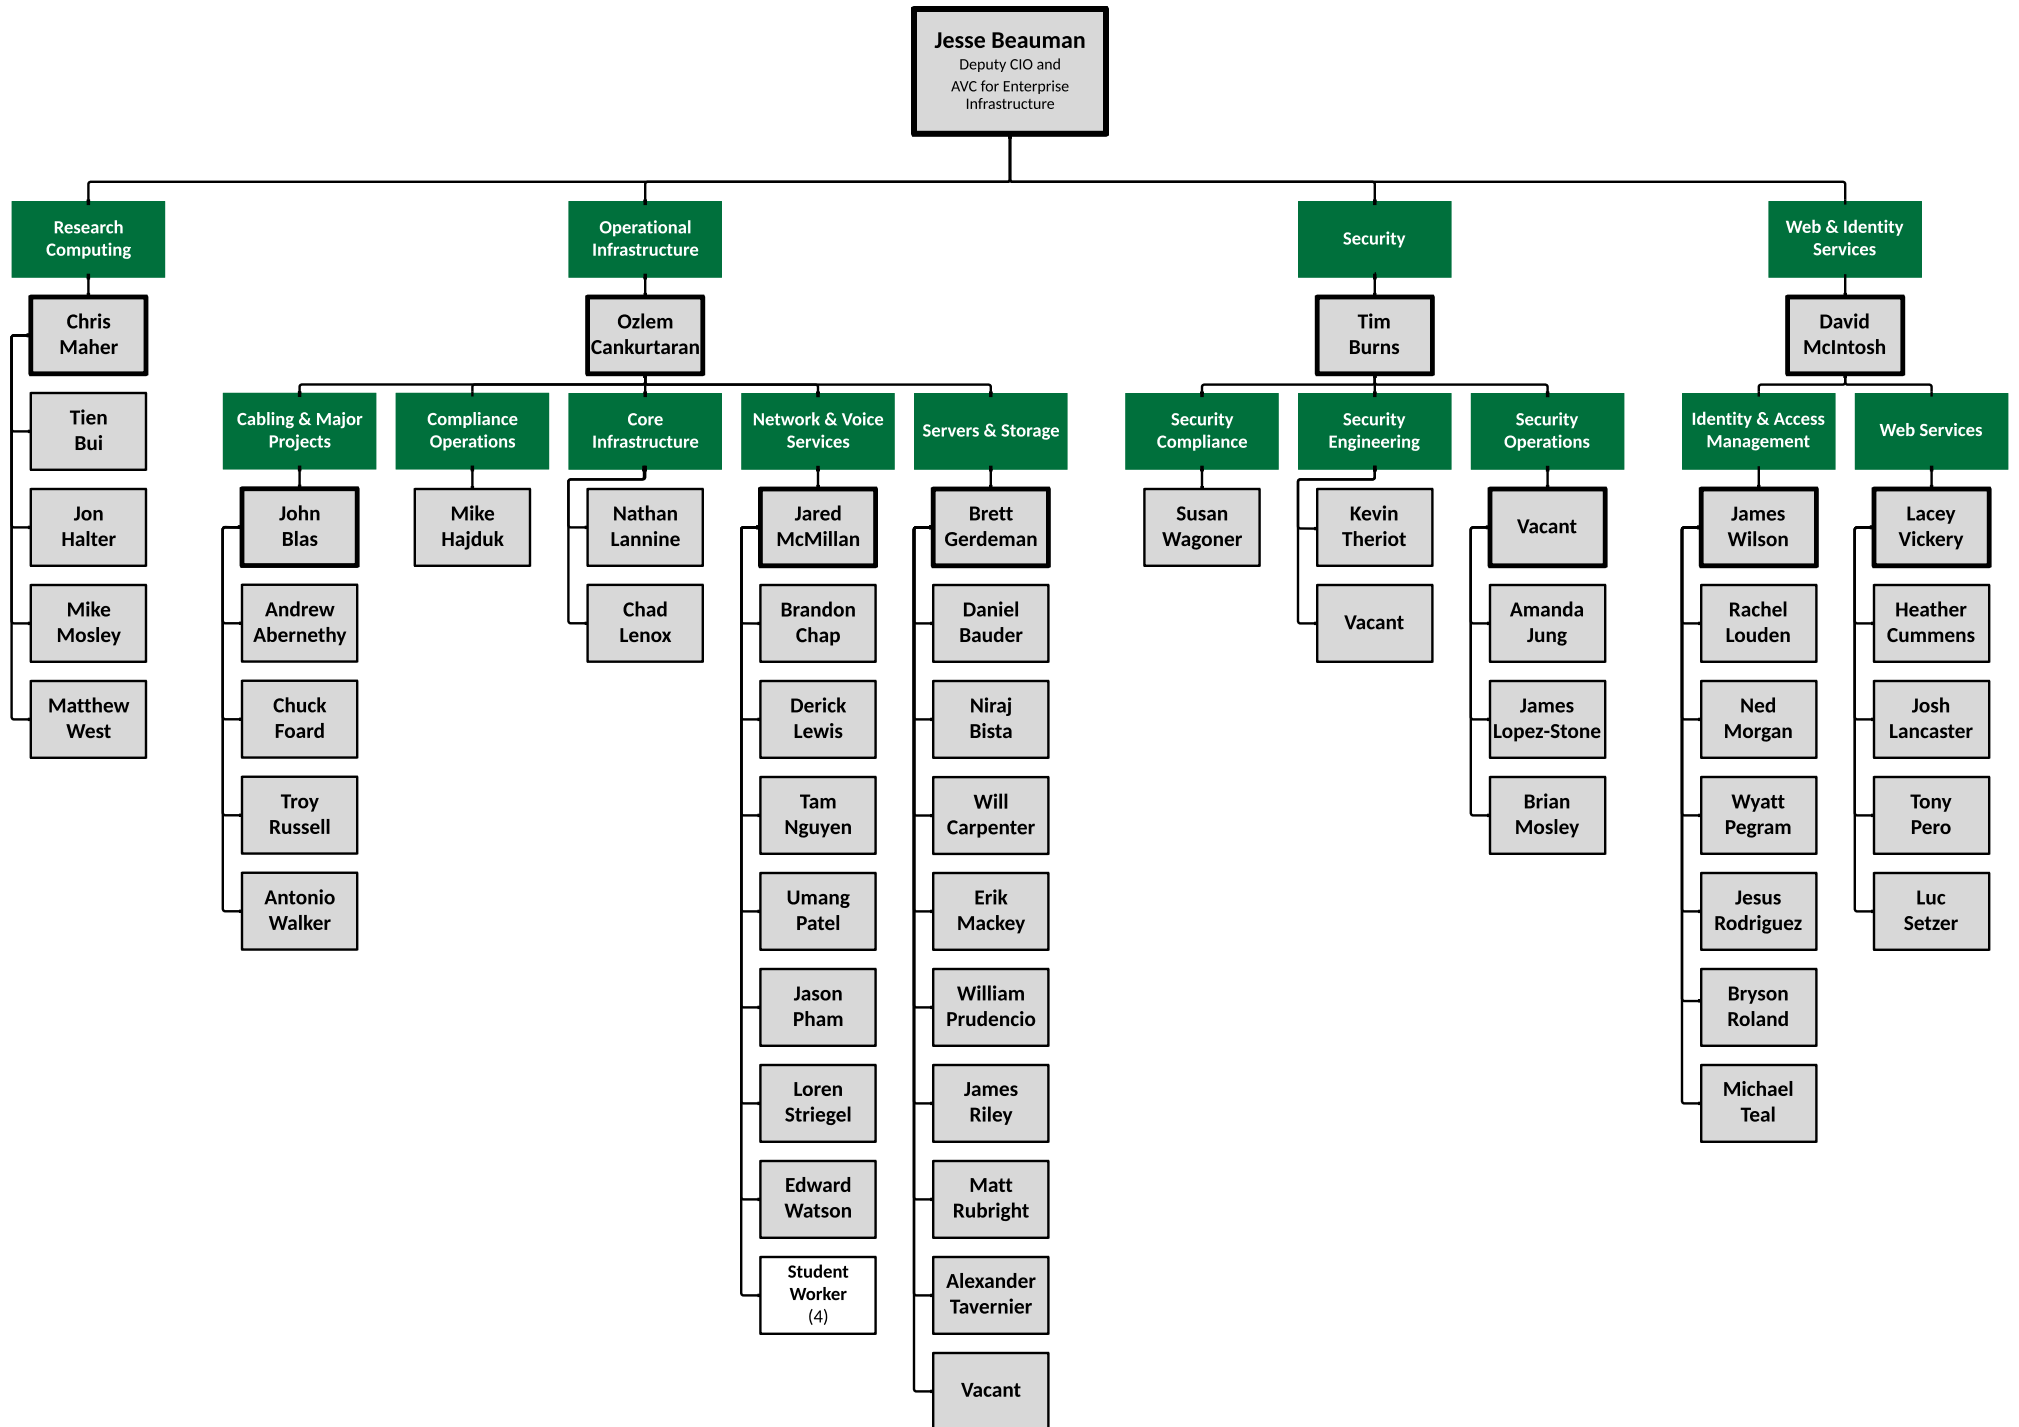 Jesse Beauman
Deputy CIO and
AVC for Enterprise
Infrastructure
Research
Computing
Chris
Maher
Tien
Bui
Jon
Halter
Mike
Mosley
Matthew
West
Operational
Infrastructure
Ozlem
Cankurtaran
Cabling & Major
Projects
John
Blas
Andrew
Abernethy
Chuck
Foard
Troy
Russell
Antonio
Walker
Compliance
Operations
Mike
Hajduk
Core
Infrastructure
Nathan
Lannine
Chad
Lenox
Network & Voice
Services
Jared
McMillan
Brandon
Chap
Derick
Lewis
Tam
Nguyen
Umang
Patel
Jason
Pham
Loren
Striegel
Edward
Watson
Student
Worker
(4)
Servers & Storage
Brett
Gerdeman
Daniel
Bauder
Niraj
Bista
Will
Carpenter
Erik
Mackey
William
Prudencio
James
Riley
Matt
Rubright
Alexander
Tavernier
Vacant
Security
Tim
Burns
Security
Compliance
Susan
Wagoner
Security
Engineering
Kevin
Theriot
Vacant
Security
Operations
Vacant
Amanda
Jung
James
Lopez-Stone
Brian
Mosley
Web & Identity
Services
David
McIntosh
Identity & Access
Management
James
Wilson
Rachel
Louden
Ned
Morgan
Wyatt
Pegram
Jesus
Rodriguez
Bryson
Roland
Michael
Teal
Web Services
Lacey
Vickery
Heather
Cummens
Josh
Lancaster
Tony
Pero
Luc
Setzer